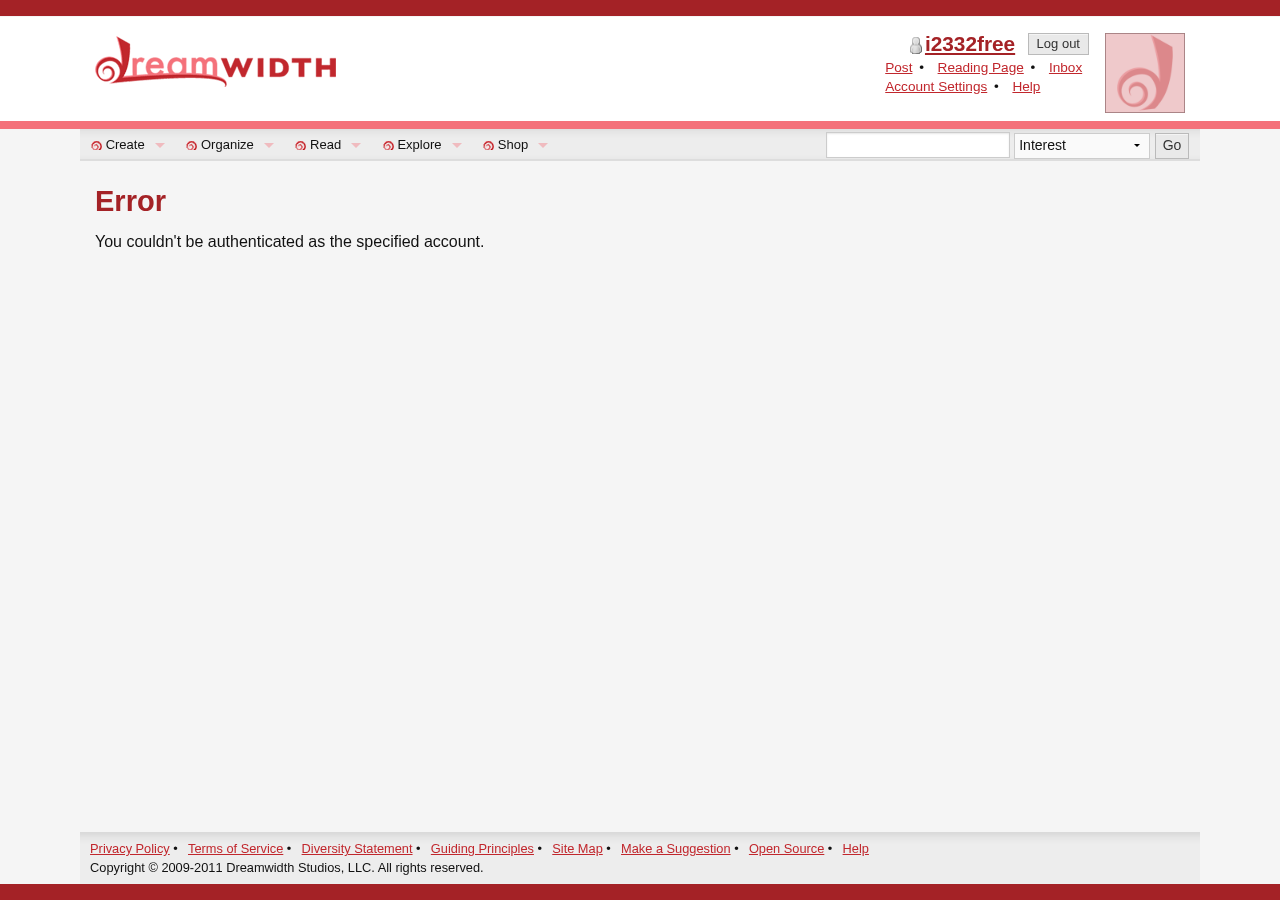 dreamWIDTH
i2332free Log out
Post • Reading Page • Inbox
Account Settings • Help
Create Organize Read Explore Shop Interest Go
Error
You couldn't be authenticated as the specified account.
Privacy Policy • Terms of Service • Diversity Statement • Guiding Principles • Site Map • Make a Suggestion • Open Source • Help
Copyright © 2009-2011 Dreamwidth Studios, LLC. All rights reserved.